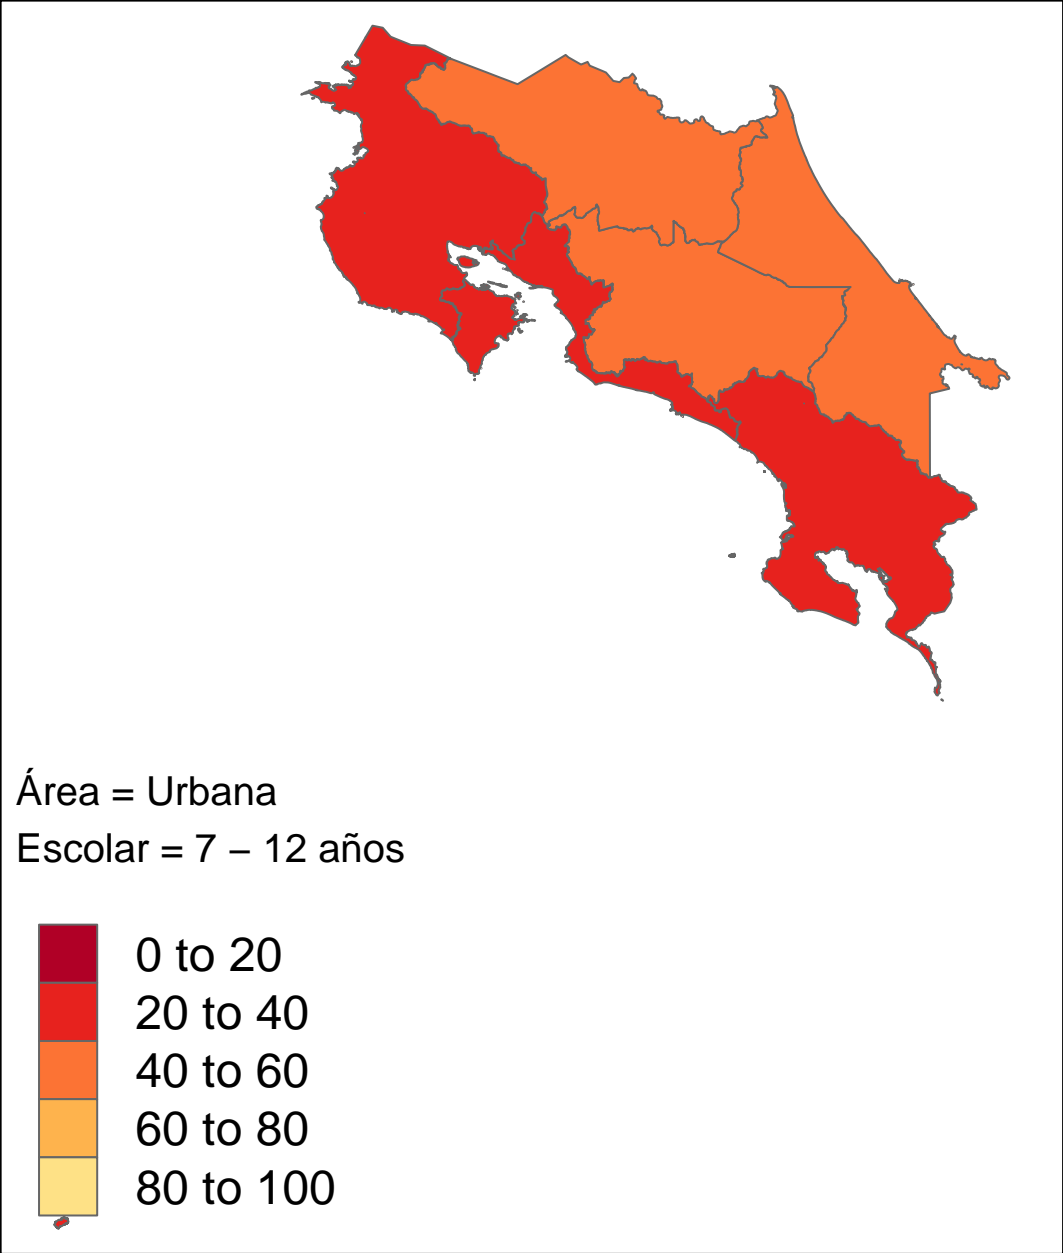 Área = Urbana
Escolar = 7 – 12 años
0 to 20
20 to 40
40 to 60
60 to 80
80 to 100